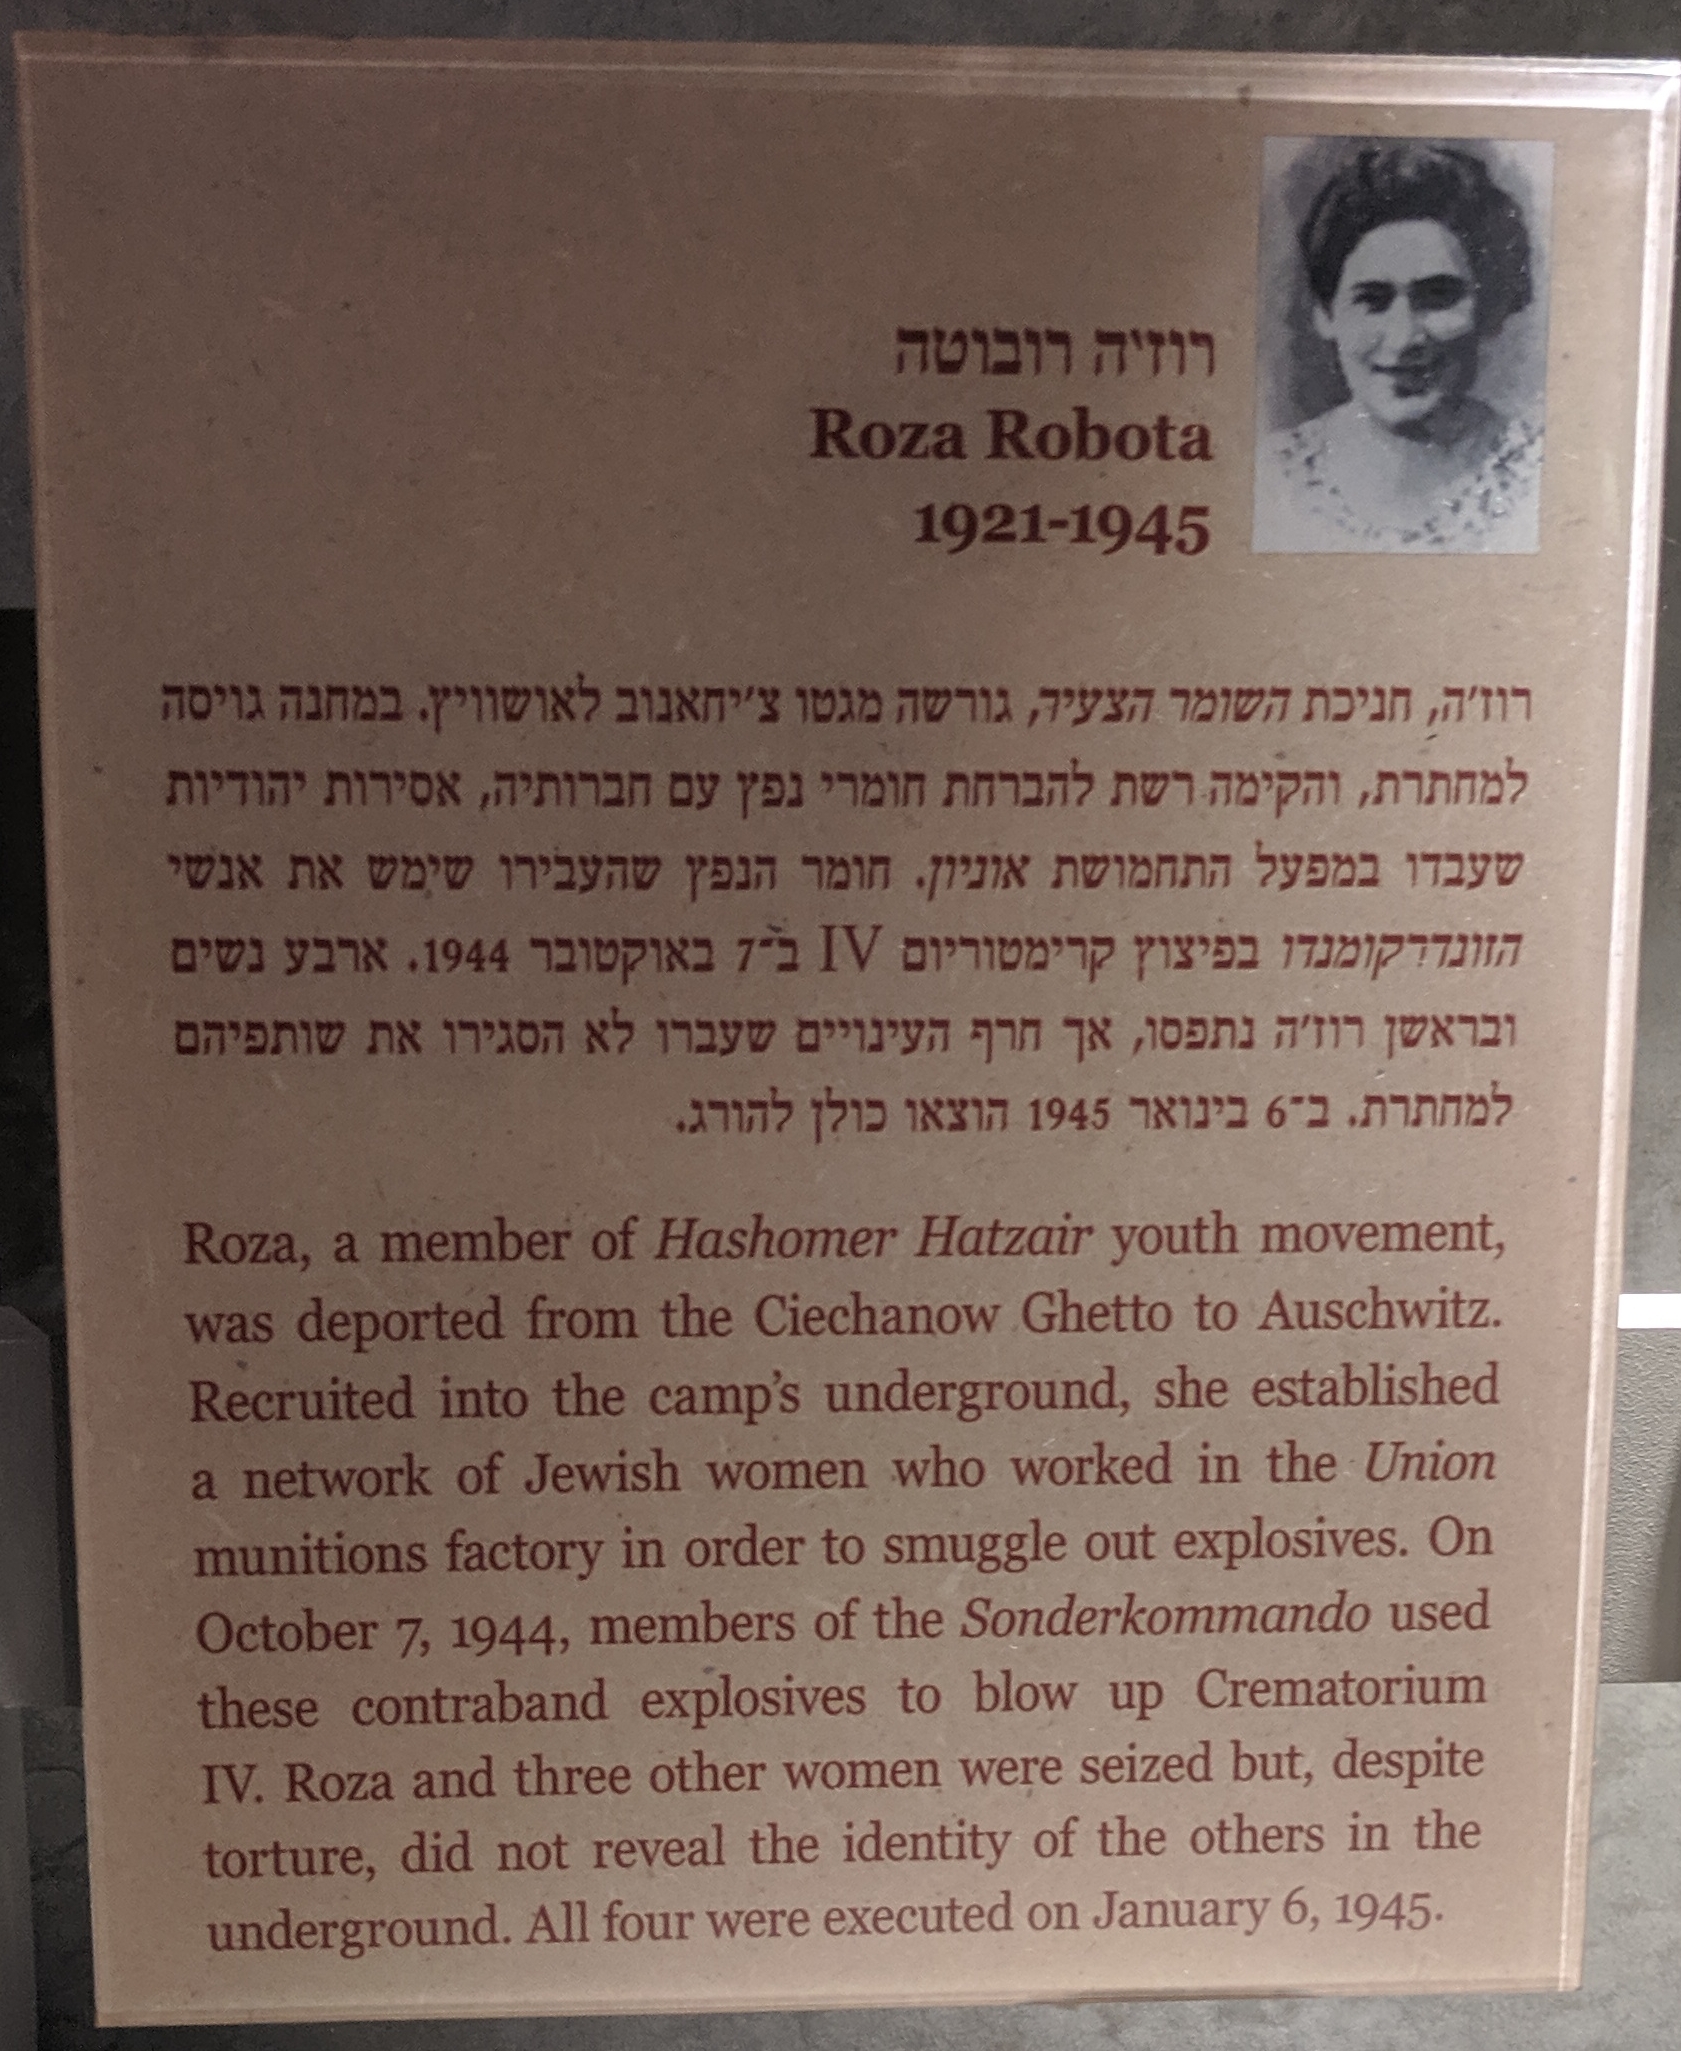 רוז'ה רובוטה
Roza Robota
1921-1945
רוז'ה, חניכת השומר הצעיר, גורשה מגטו צ'יחאנוב לאושוויץ. במחנה גויסה
למחתרת, והקימה רשת להברחת חומרי נפץ עם חברותיה, אסירות יהודיות
שעבדו במפעל התחמושת אוניון. חומר הנפץ שהעבירו שימש את אנשי
הזונדרקומנדו בפיצוץ קרימטוריום IV ב־7 באוקטובר 1944. ארבע נשים
ובראשן רוז'ה נתפסו, אך חרף העינויים שעברו לא הסגירו את שותפיהם
למחתרת. ב־6 בינואר 1945 הוצאו כולן להורג.
Roza, a member of Hashomer Hatzair youth movement,
was deported from the Ciechanow Ghetto to Auschwitz.
Recruited into the camp's underground, she established
a network of Jewish women who worked in the Union
munitions factory in order to smuggle out explosives. On
October 7, 1944, members of the Sonderkommando used
these contraband explosives to blow up Crematorium
IV. Roza and three other women were seized but, despite
torture, did not reveal the identity of the others in the
underground. All four were executed on January 6, 1945.